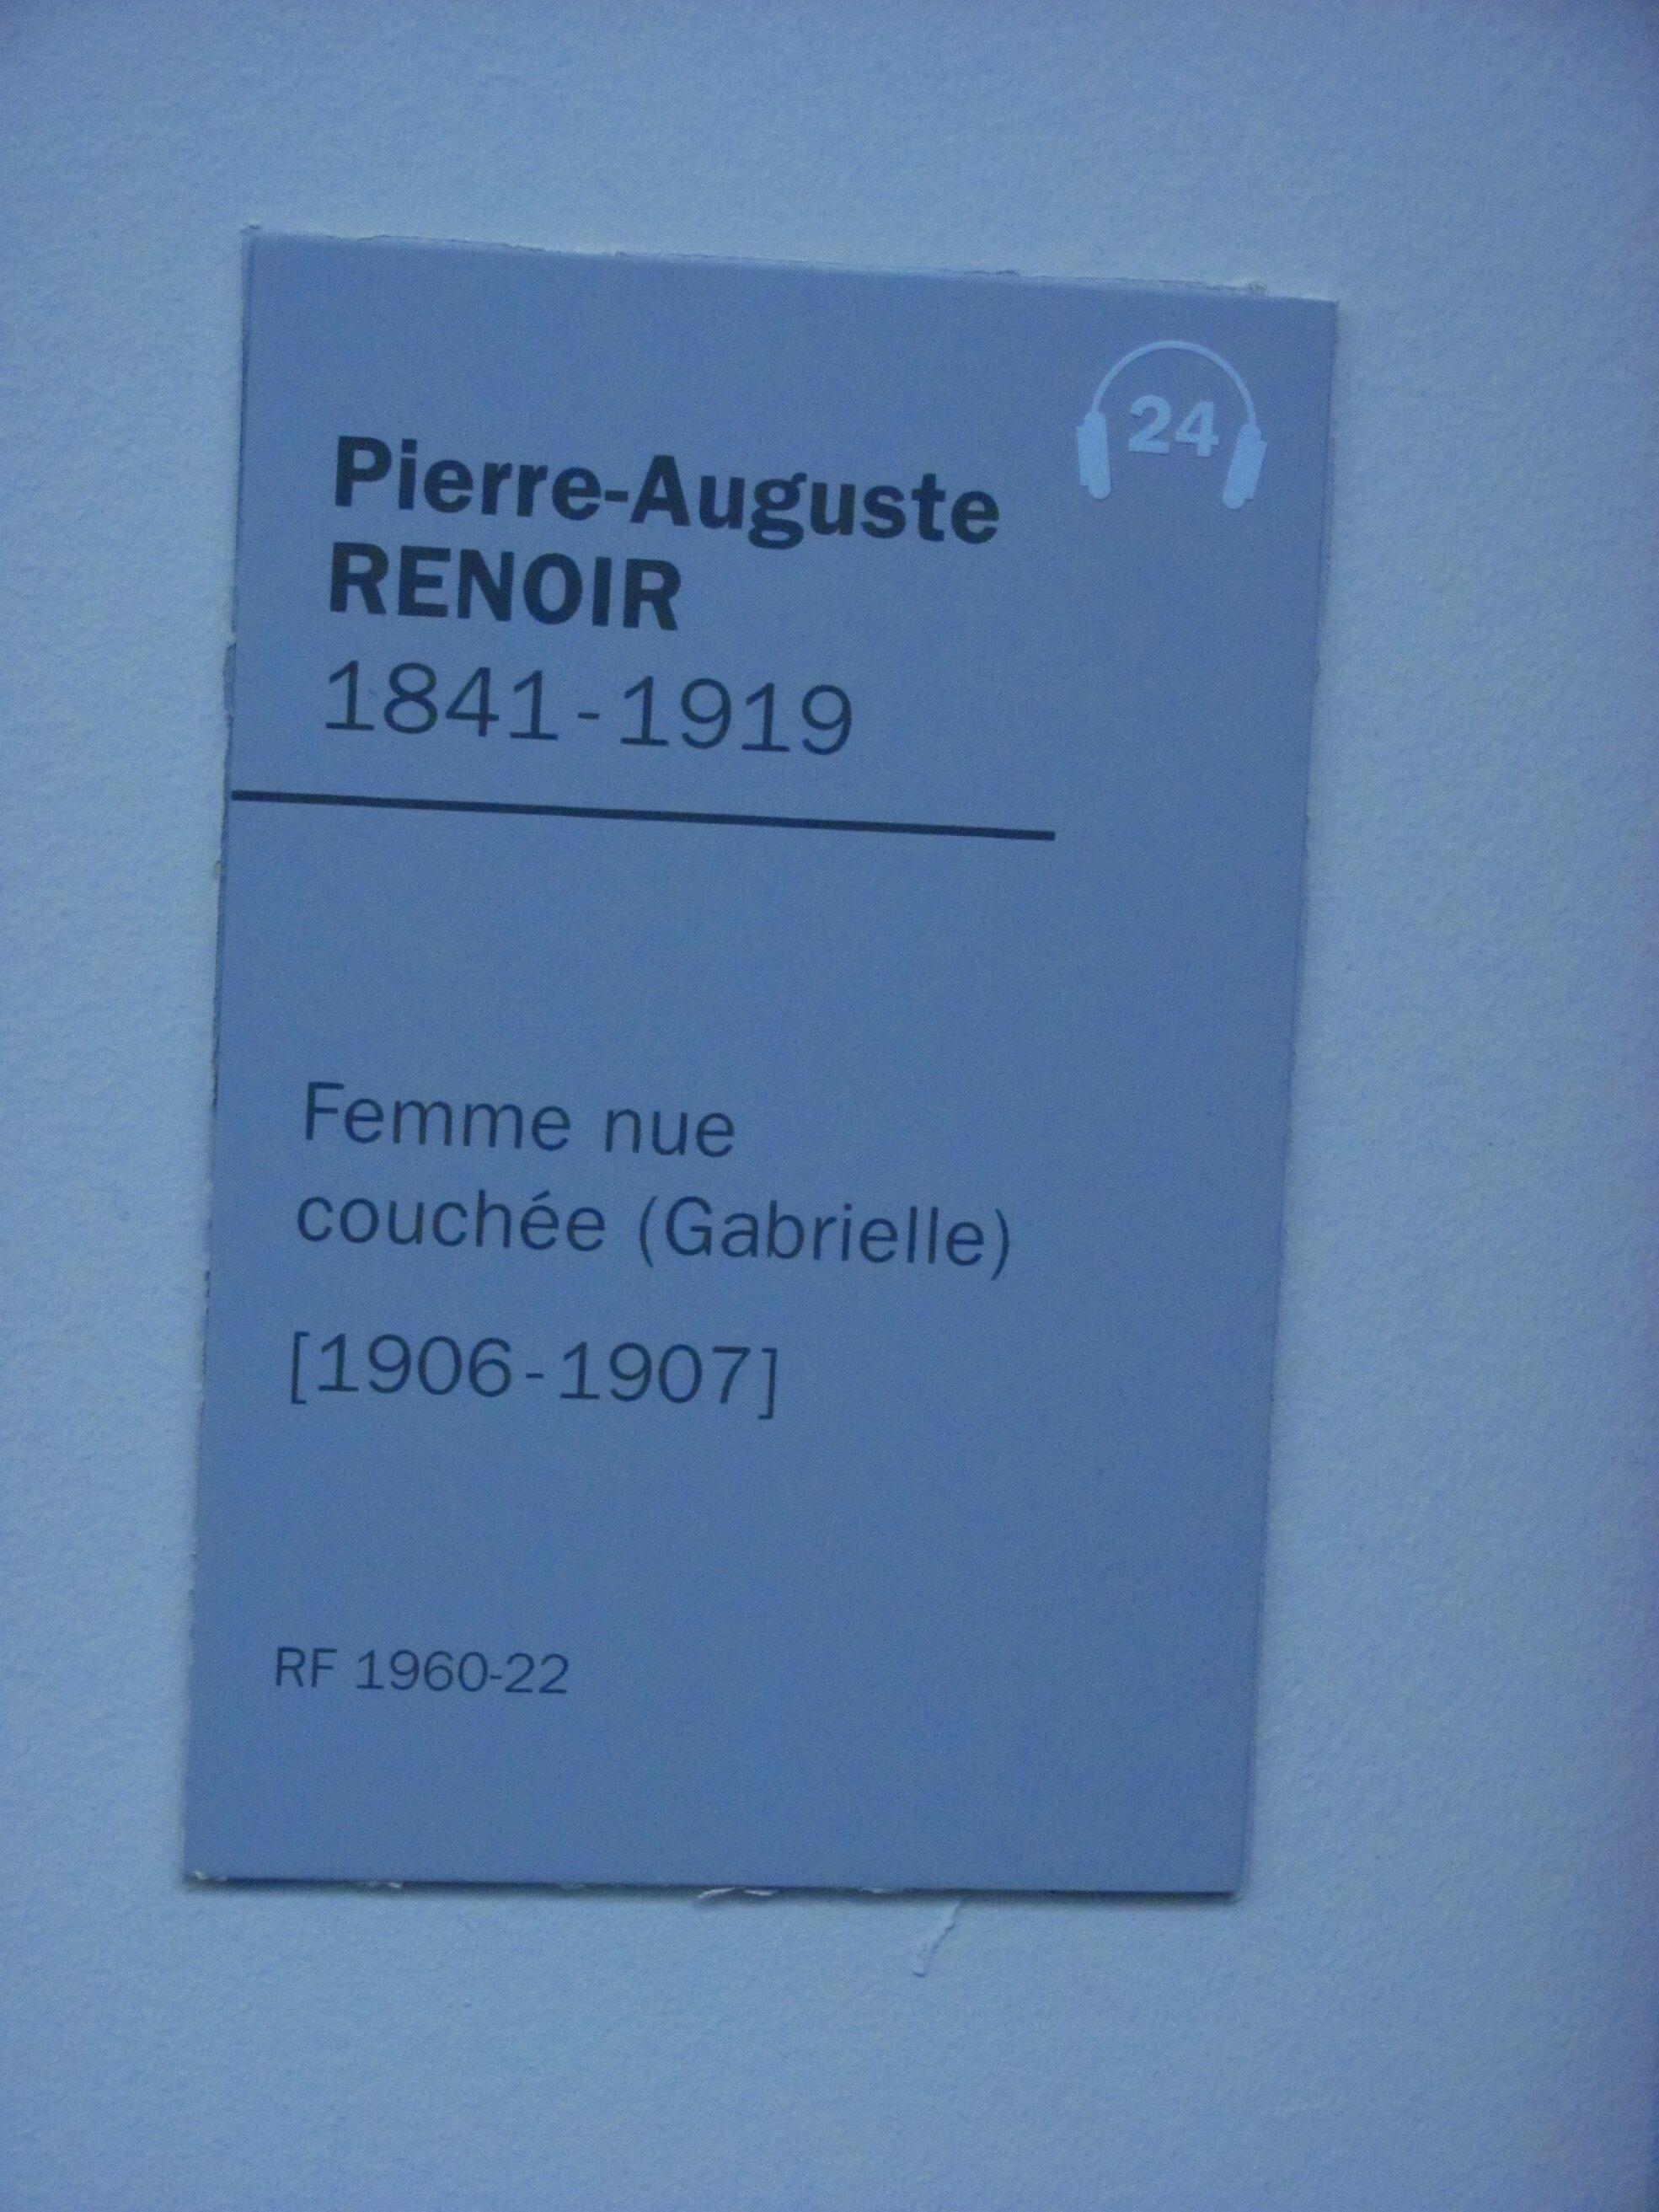 24
Pierre-Auguste
RENOIR
1841-1919
Femme nue
couchée (Gabrielle)
[1906-1907]
RF 1960-22